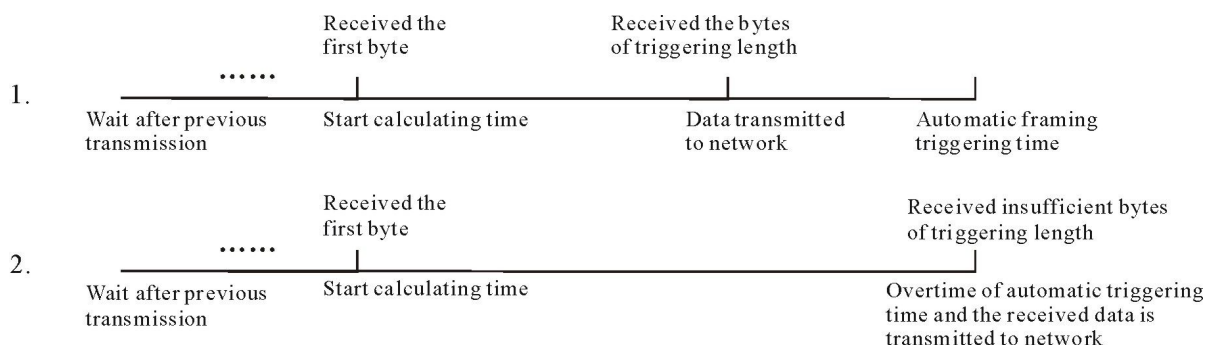 Received the
first byte
Received the bytes
of triggering length
......
1.
Wait after previous
transmission
Start calculating time
Data transmitted
to network
Automatic framing
triggering time
Received the
first byte
Received insufficient bytes
of triggering length
......
2.
Wait after previous
transmission
Start calculating time
Overtime of automatic triggering
time and the received data is
transmitted to network